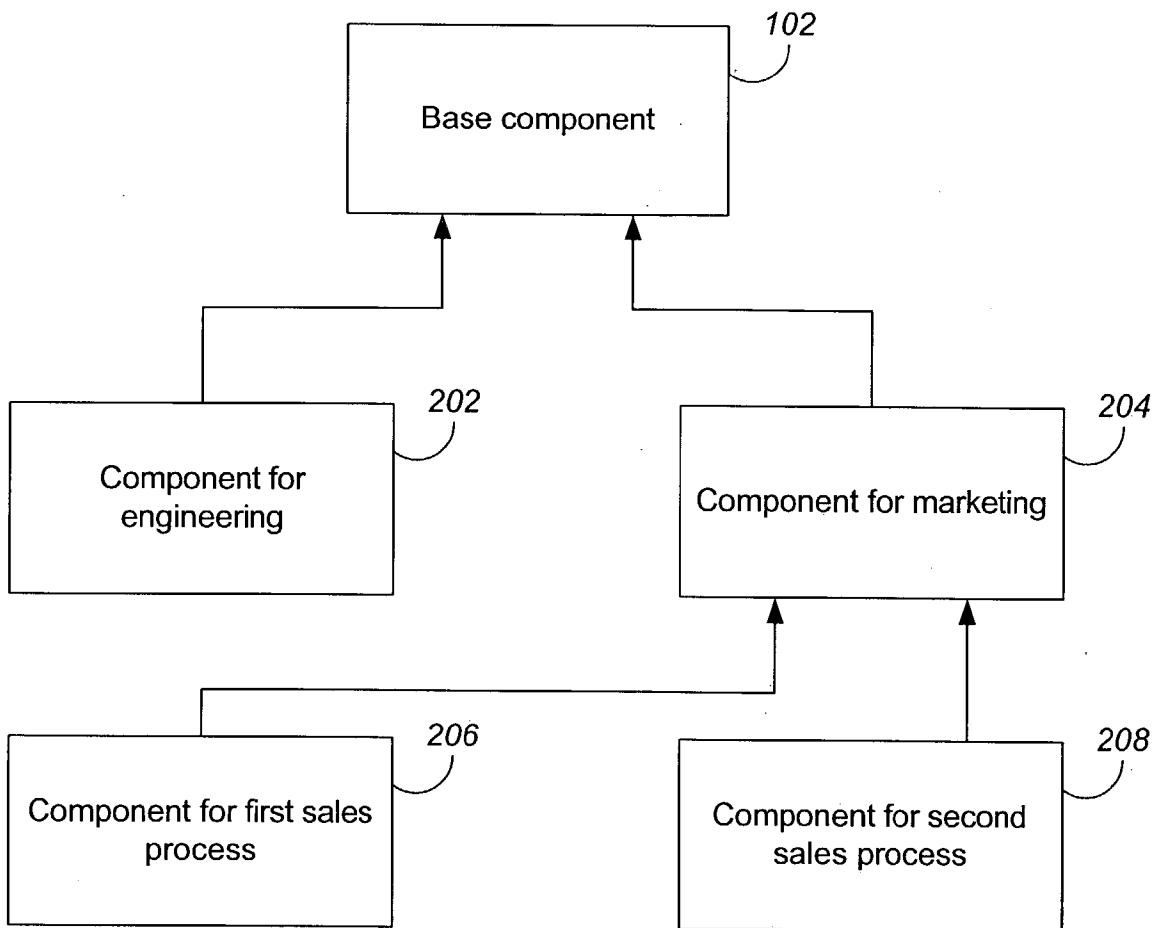 102
Base component
202
Component for
engineering
204
Component for marketing
206
Component for first sales
process
208
Component for second
sales process